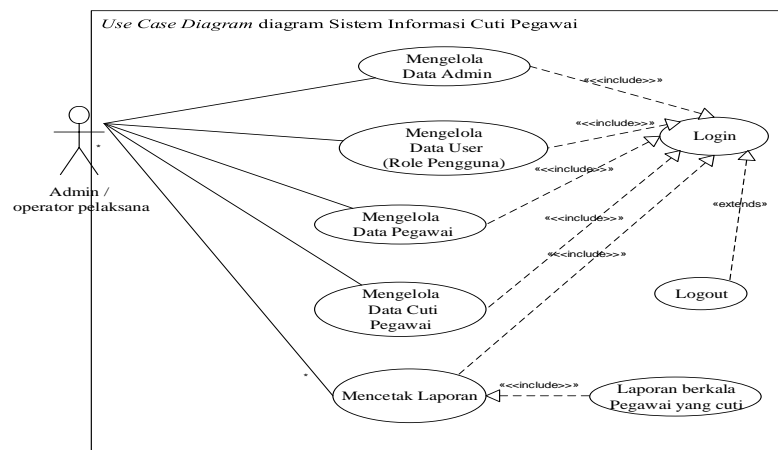 Use Case Diagram diagram Sistem Informasi Cuti Pegawai
Mengelola
Data Admin
«<<include>>»
Mengelola
Data User
(Role Pengguna)
«<<include>>»
Login
*
Admin /
operator pelaksana
«<<include>>»
Mengelola
Data Pegawai
«<<include>>»
«extends»
«<<include>>»
Mengelola
Data Cuti
Pegawai
Logout
*
Mencetak Laporan
«<<include>>»
Laporan berkala
Pegawai yang cuti